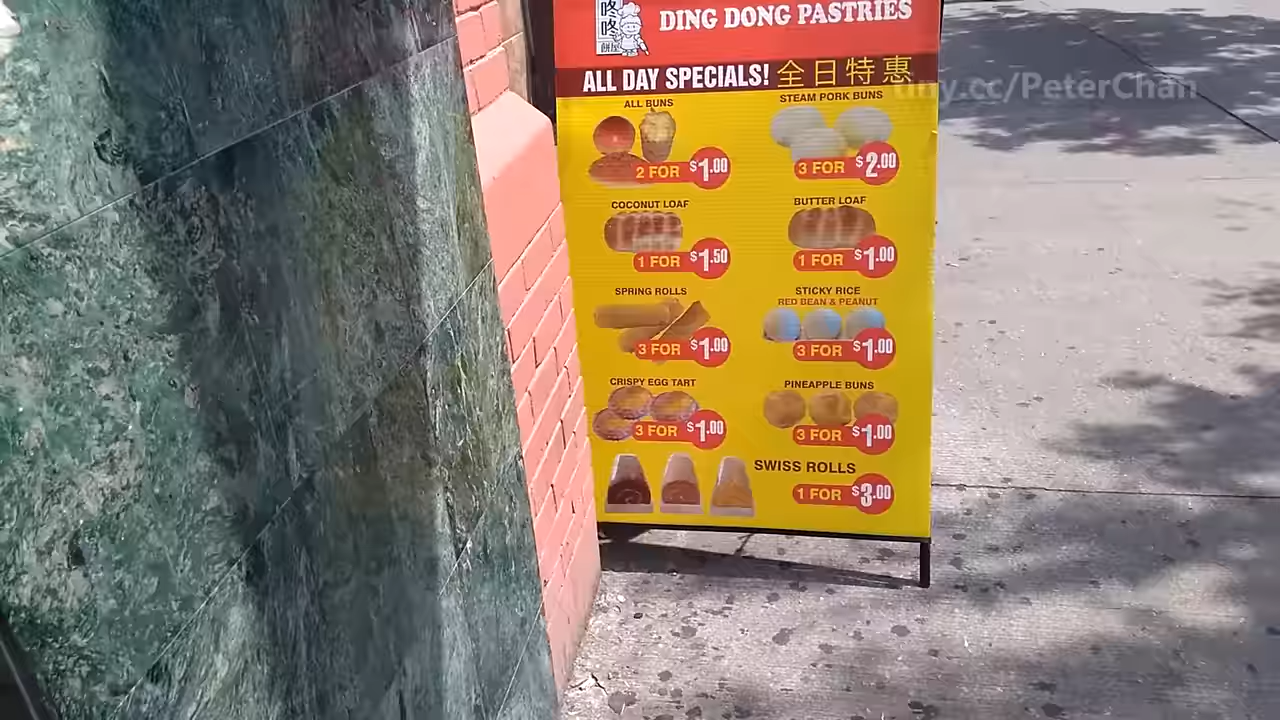 咚咚
餅屋
DING DONG PASTRIES
ALL DAY SPECIALS! 全日特惠
tiny.cc/PeterChan
ALL BUNS
2 FOR $1.00
STEAM PORK BUNS
3 FOR $2.00
COCONUT LOAF
1 FOR $1.50
BUTTER LOAF
1 FOR $1.00
SPRING ROLLS
3 FOR $1.00
STICKY RICE
RED BEAN & PEANUT
3 FOR $1.00
CRISPY EGG TART
3 FOR $1.00
PINEAPPLE BUNS
3 FOR $1.00
SWISS ROLLS
1 FOR $3.00